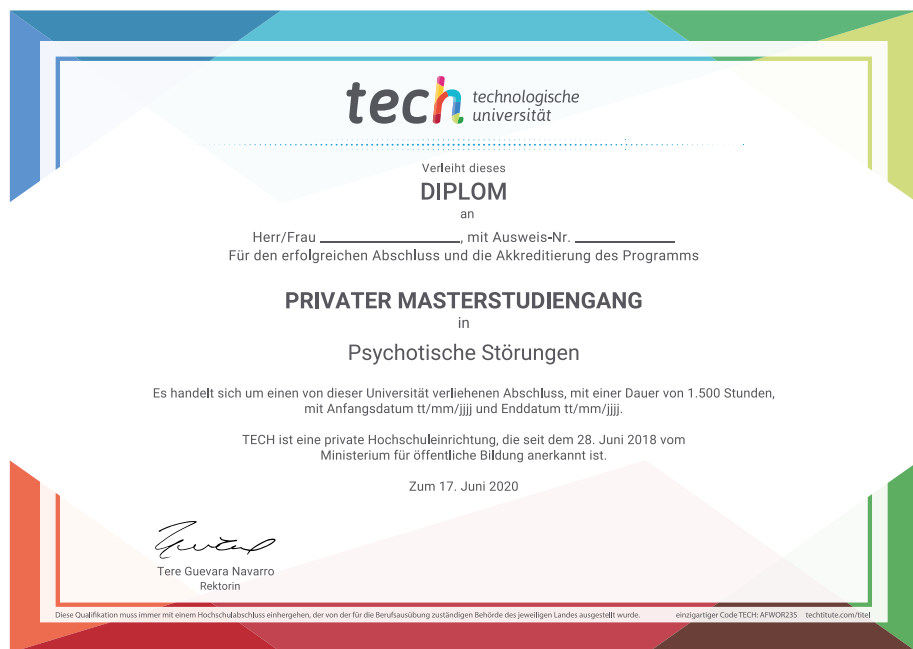 tech technologische
universität
Verleiht dieses
DIPLOM
an
Herr/Frau ____________________, mit Ausweis-Nr. ______________
Für den erfolgreichen Abschluss und die Akkreditierung des Programms
PRIVATER MASTERSTUDIENGANG
in
Psychotische Störungen
Es handelt sich um einen von dieser Universität verliehenen Abschluss, mit einer Dauer von 1.500 Stunden,
mit Anfangsdatum tt/mm/jjjj und Enddatum tt/mm/jjjj.
TECH ist eine private Hochschuleinrichtung, die seit dem 28. Juni 2018 vom
Ministerium für öffentliche Bildung anerkannt ist.
Zum 17. Juni 2020
Tere Guevara Navarro
Rektorin
Diese Qualifikation muss immer mit einem Hochschulabschluss einhergehen, der von der für die Berufsausübung zuständigen Behörde des jeweiligen Landes ausgestellt wurde. einzigartiger Code TECH: AFWOR23S techtitute.com/titel